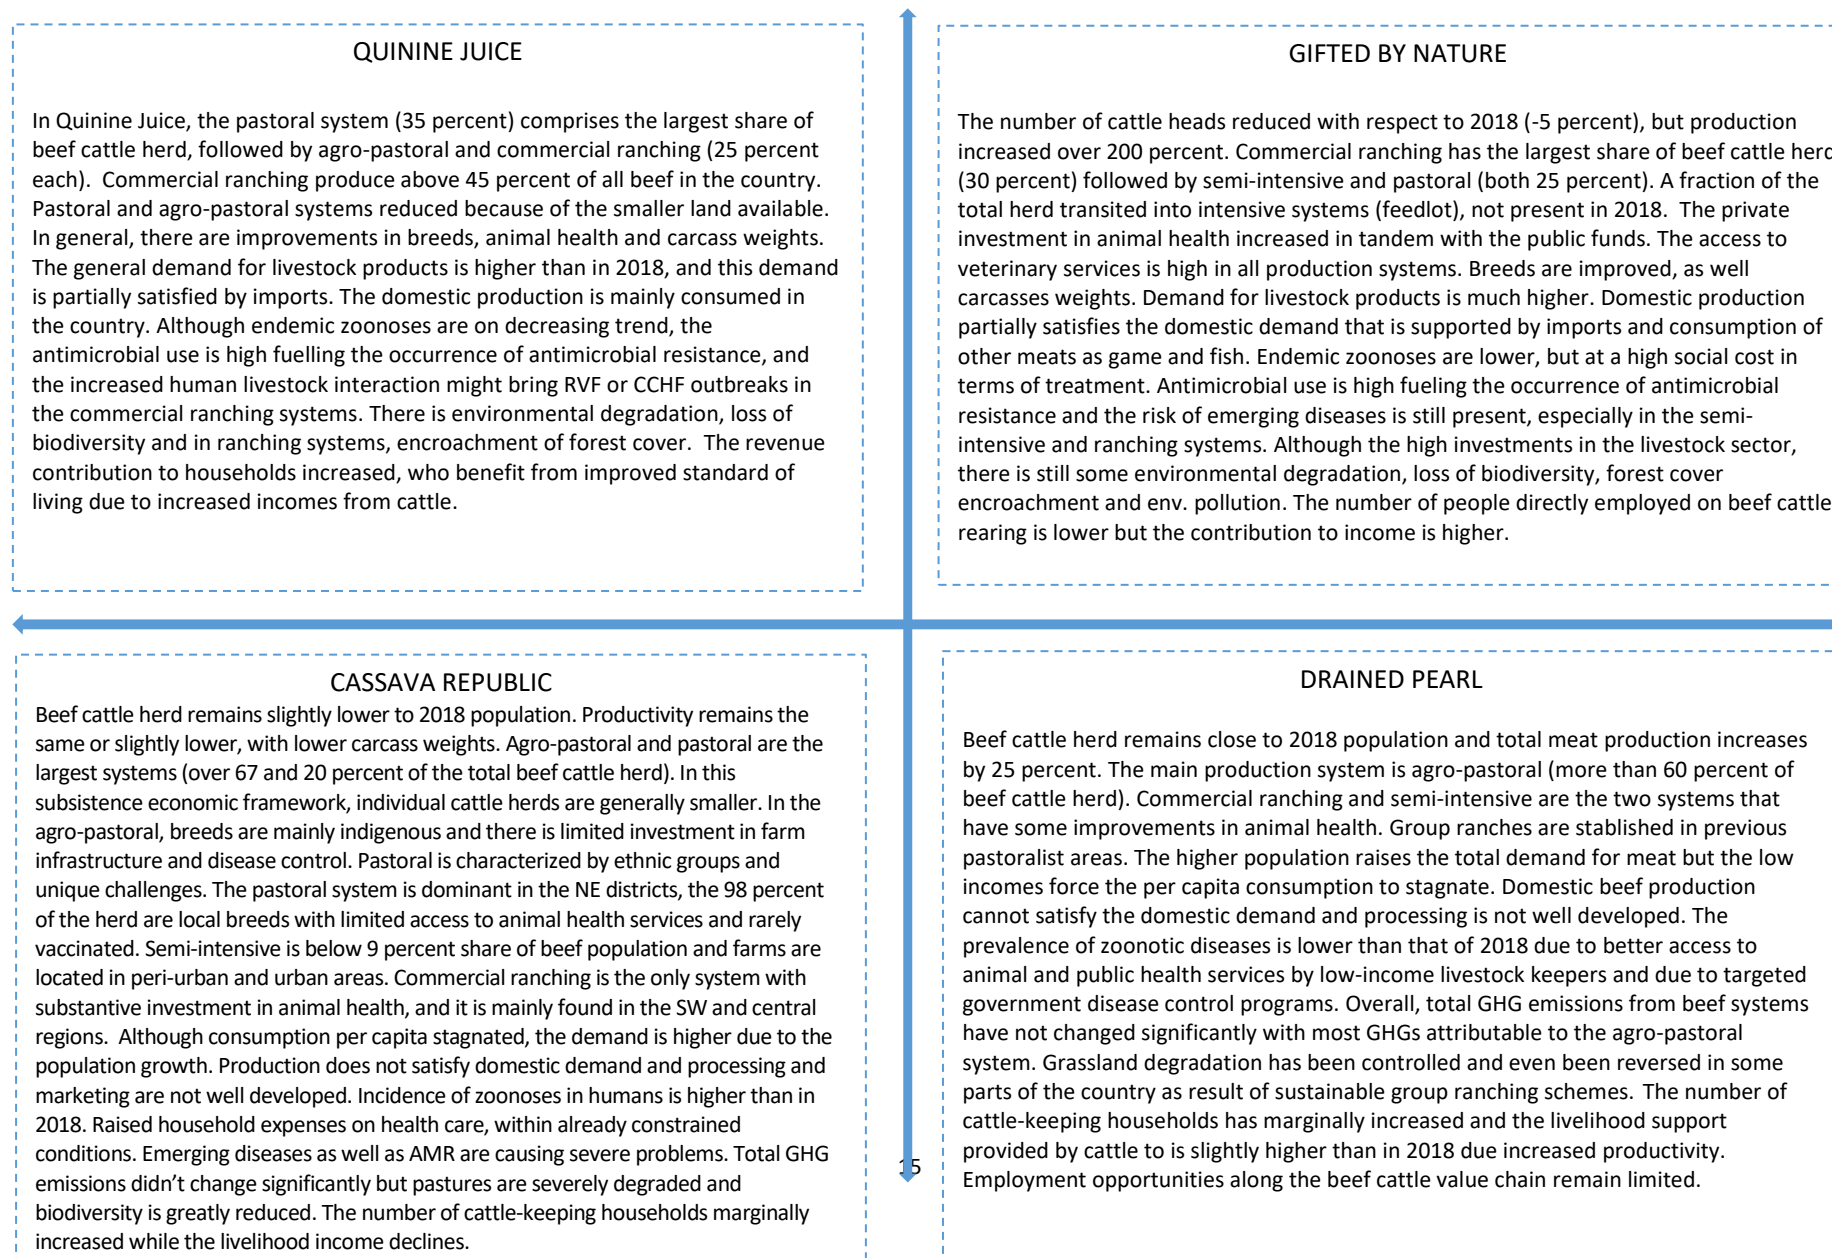 QUININE JUICE
In Quinine Juice, the pastoral system (35 percent) comprises the largest share of
beef cattle herd, followed by agro-pastoral and commercial ranching (25 percent
each).  Commercial ranching produce above 45 percent of all beef in the country.
Pastoral and agro-pastoral systems reduced because of the smaller land available.
In general, there are improvements in breeds, animal health and carcass weights.
The general demand for livestock products is higher than in 2018, and this demand
is partially satisfied by imports. The domestic production is mainly consumed in
the country. Although endemic zoonoses are on decreasing trend, the
antimicrobial use is high fuelling the occurrence of antimicrobial resistance, and
the increased human livestock interaction might bring RVF or CCHF outbreaks in
the commercial ranching systems. There is environmental degradation, loss of
biodiversity and in ranching systems, encroachment of forest cover.  The revenue
contribution to households increased, who benefit from improved standard of
living due to increased incomes from cattle.
GIFTED BY NATURE
The number of cattle heads reduced with respect to 2018 (-5 percent), but production
increased over 200 percent. Commercial ranching has the largest share of beef cattle herd
(30 percent) followed by semi-intensive and pastoral (both 25 percent). A fraction of the
total herd transited into intensive systems (feedlot), not present in 2018.  The private
investment in animal health increased in tandem with the public funds. The access to
veterinary services is high in all production systems. Breeds are improved, as well
carcasses weights. Demand for livestock products is much higher. Domestic production
partially satisfies the domestic demand that is supported by imports and consumption of
other meats as game and fish. Endemic zoonoses are lower, but at a high social cost in
terms of treatment. Antimicrobial use is high fueling the occurrence of antimicrobial
resistance and the risk of emerging diseases is still present, especially in the semi-
intensive and ranching systems. Although the high investments in the livestock sector,
there is still some environmental degradation, loss of biodiversity, forest cover
encroachment and env. pollution. The number of people directly employed on beef cattle
rearing is lower but the contribution to income is higher.
CASSAVA REPUBLIC
Beef cattle herd remains slightly lower to 2018 population. Productivity remains the
same or slightly lower, with lower carcass weights. Agro-pastoral and pastoral are the
largest systems (over 67 and 20 percent of the total beef cattle herd). In this
subsistence economic framework, individual cattle herds are generally smaller. In the
agro-pastoral, breeds are mainly indigenous and there is limited investment in farm
infrastructure and disease control. Pastoral is characterized by ethnic groups and
unique challenges. The pastoral system is dominant in the NE districts, the 98 percent
of the herd are local breeds with limited access to animal health services and rarely
vaccinated. Semi-intensive is below 9 percent share of beef population and farms are
located in peri-urban and urban areas. Commercial ranching is the only system with
substantive investment in animal health, and it is mainly found in the SW and central
regions.  Although consumption per capita stagnated, the demand is higher due to the
population growth. Production does not satisfy domestic demand and processing and
marketing are not well developed. Incidence of zoonoses in humans is higher than in
2018. Raised household expenses on health care, within already constrained
conditions. Emerging diseases as well as AMR are causing severe problems. Total GHG
emissions didn’t change significantly but pastures are severely degraded and
biodiversity is greatly reduced. The number of cattle-keeping households marginally
increased while the livelihood income declines.
DRAINED PEARL
Beef cattle herd remains close to 2018 population and total meat production increases
by 25 percent. The main production system is agro-pastoral (more than 60 percent of
beef cattle herd). Commercial ranching and semi-intensive are the two systems that
have some improvements in animal health. Group ranches are stablished in previous
pastoralist areas. The higher population raises the total demand for meat but the low
incomes force the per capita consumption to stagnate. Domestic beef production
cannot satisfy the domestic demand and processing is not well developed. The
prevalence of zoonotic diseases is lower than that of 2018 due to better access to
animal and public health services by low-income livestock keepers and due to targeted
government disease control programs. Overall, total GHG emissions from beef systems
have not changed significantly with most GHGs attributable to the agro-pastoral
system. Grassland degradation has been controlled and even been reversed in some
parts of the country as result of sustainable group ranching schemes. The number of
cattle-keeping households has marginally increased and the livelihood support
provided by cattle to is slightly higher than in 2018 due increased productivity.
Employment opportunities along the beef cattle value chain remain limited.
15